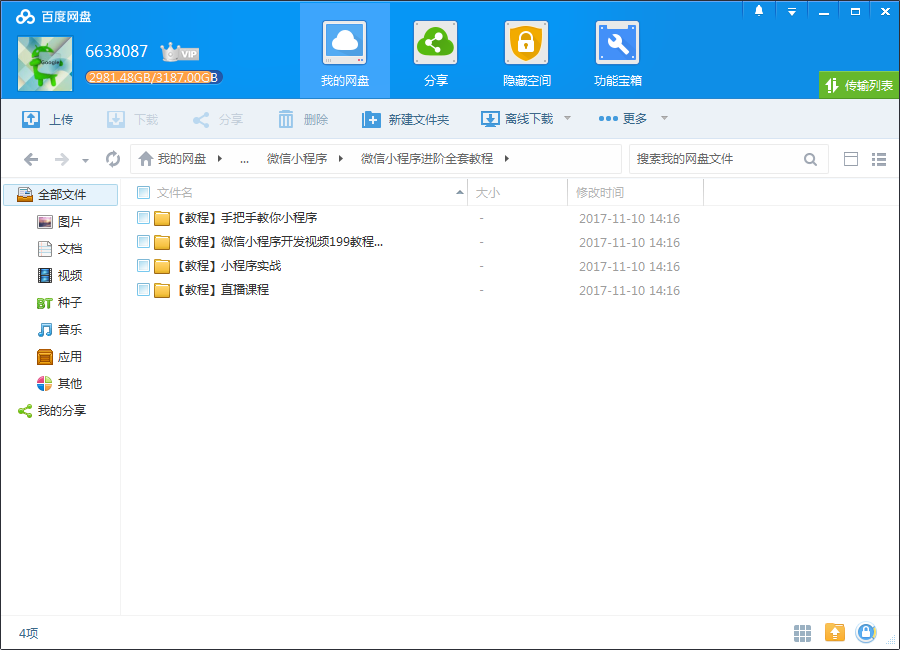 百度网盘
6638087 VIP
2981.48GB/3187.00GB
我的网盘 分享 隐藏空间 功能宝箱
传输列表
上传 下载 分享 删除 新建文件夹 离线下载 更多
我的网盘 ... 微信小程序 微信小程序进阶全套教程 搜索我的网盘文件
全部文件
图片
文档
视频
BT 种子
音乐
应用
其他
我的分享
文件名 大小 修改时间
【教程】手把手教你小程序 - 2017-11-10 14:16
【教程】微信小程序开发视频199教程... - 2017-11-10 14:16
【教程】小程序实战 - 2017-11-10 14:16
【教程】直播课程 - 2017-11-10 14:16
4项